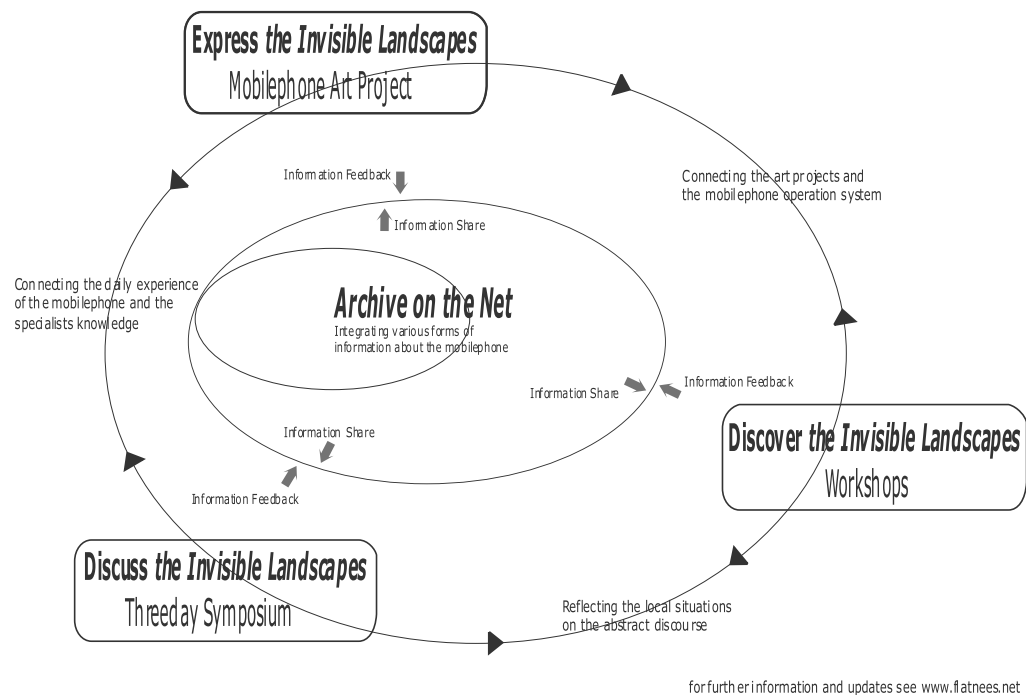 Express the Invisible Landscapes
Mobilephone Art Project
Information Feedback
Information Share
Connecting the art projects and
the mobilephone operation system
Connecting the daily experience
of the mobilephone and the
specialists knowledge
Archive on the Net
Integrating various forms of
information about the mobilephone
Information Share
Information Feedback
Discover the Invisible Landscapes
Workshops
Information Share
Information Feedback
Discuss the Invisible Landscapes
Threeday Symposium
Reflecting the local situations
on the abstract discourse
for further information and updates see www.flatnees.net